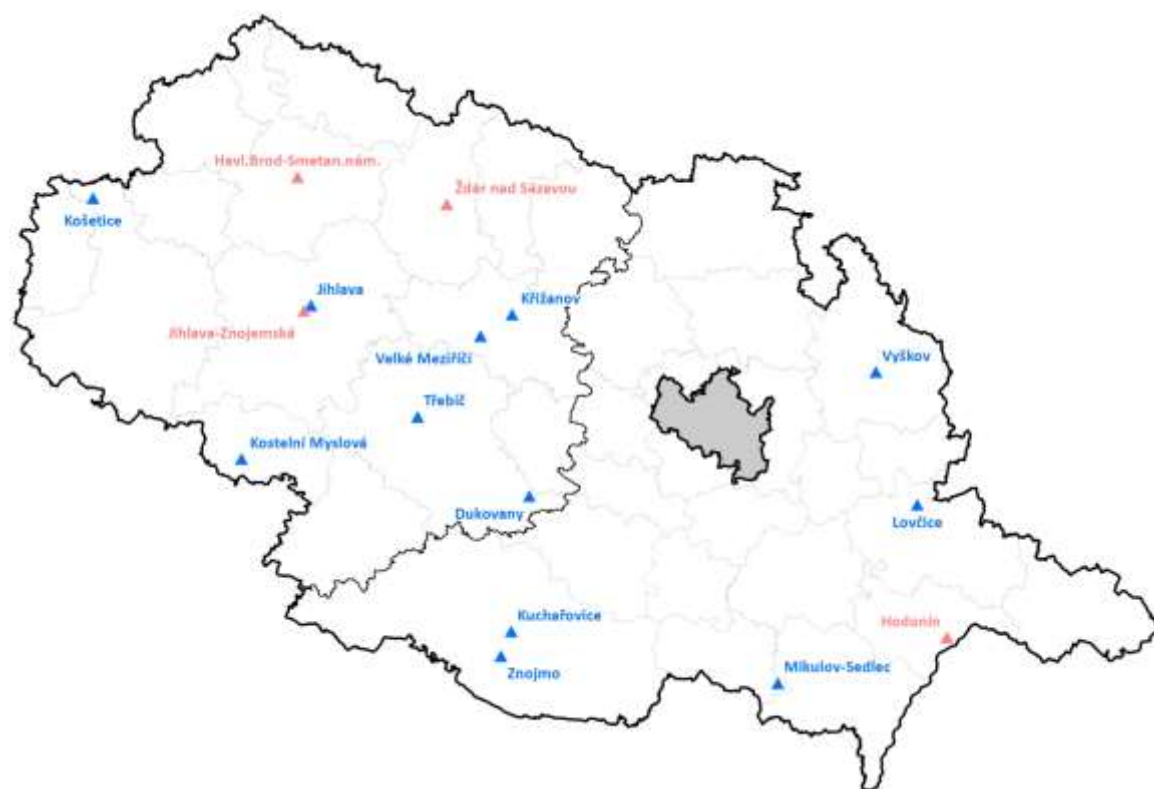 Havl.Brod-Smetan.nám.
Žďár nad Sázavou
Košetice
Jihlava
Křižanov
Jihlava-Znojemská
Velké Meziříčí
Vyškov
Třebíč
Kostelní Myslová
Dukovany
Lovčice
Kuchařovice
Hodonín
Mikulov-Sedlec
Znojmo